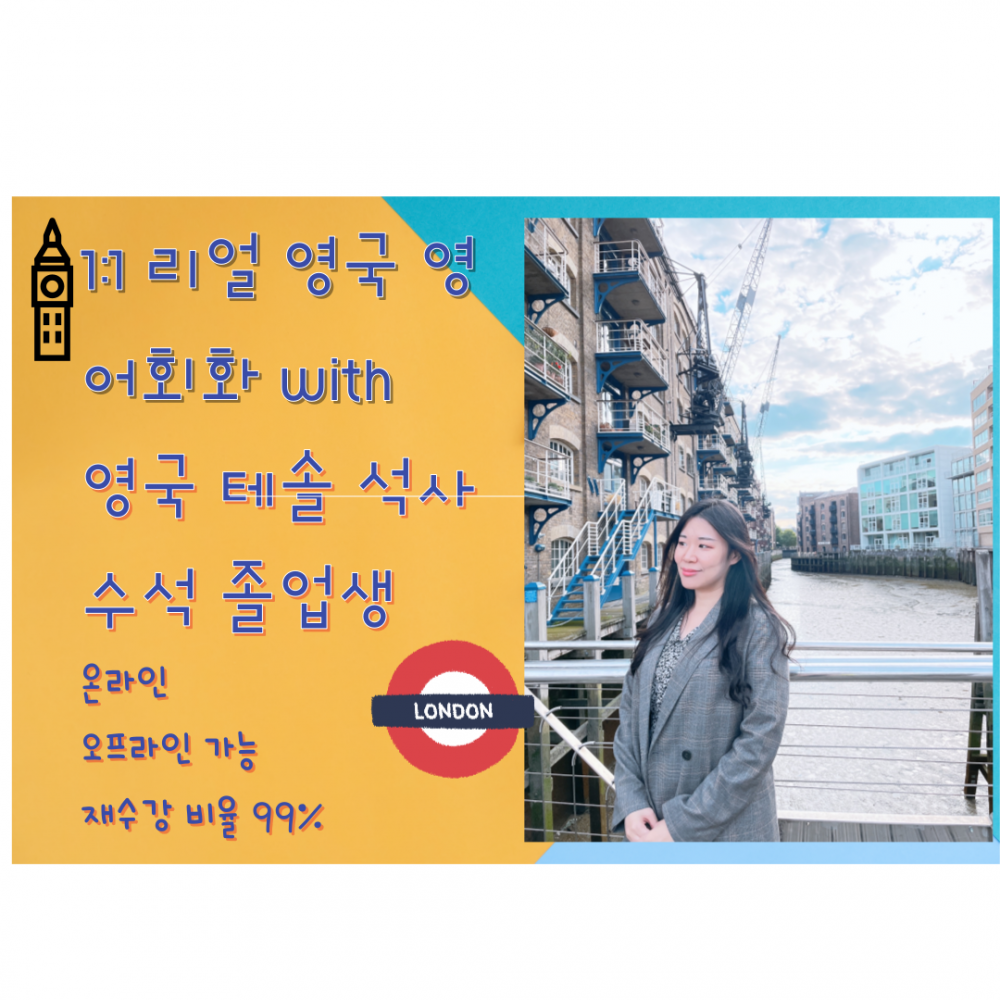 1:1 리얼 영국 영
어회화 with
영국 테솔 석사
수석 졸업생
온라인
오프라인 가능
재수강 비율 99%
LONDON